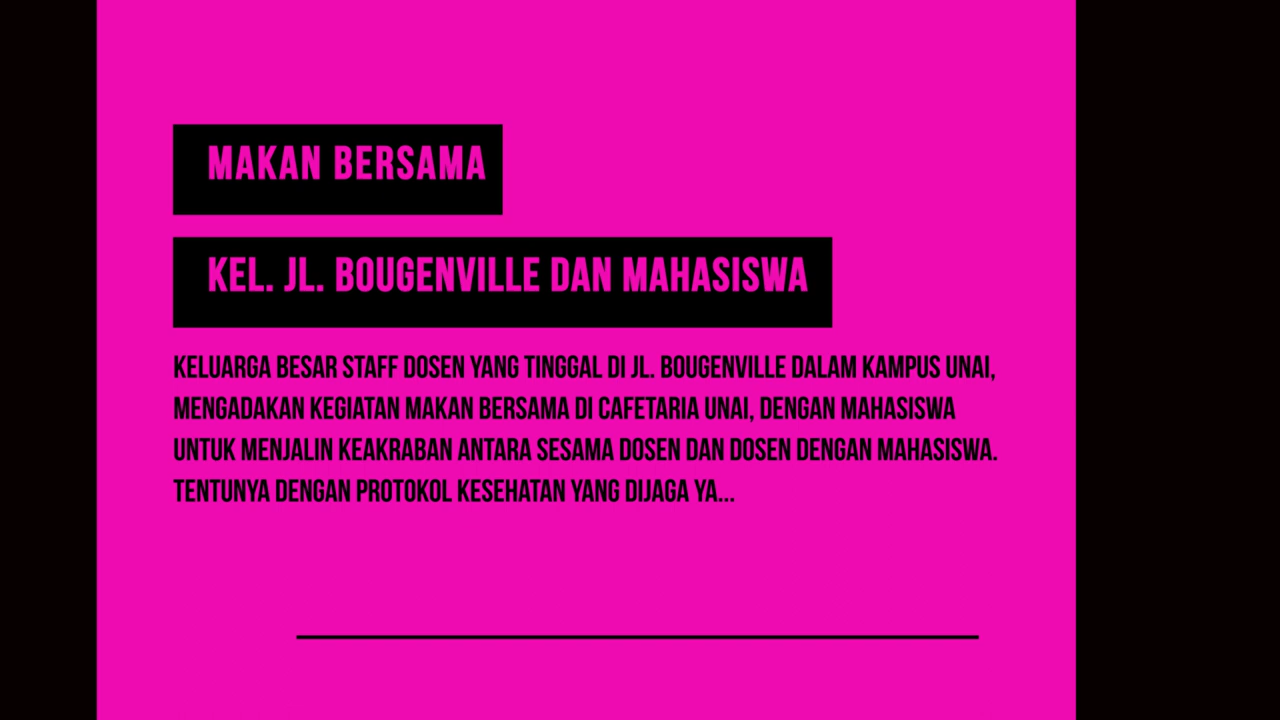 MAKAN BERSAMA
KEL. JL. BOUGENVILLE DAN MAHASISWA
KELUARGA BESAR STAFF DOSEN YANG TINGGAL DI JL. BOUGENVILLE DALAM KAMPUS UNAI,
MENGADAKAN KEGIATAN MAKAN BERSAMA DI CAFETARIA UNAI, DENGAN MAHASISWA
UNTUK MENJALIN KEAKRABAN ANTARA SESAMA DOSEN DAN DOSEN DENGAN MAHASISWA.
TENTUNYA DENGAN PROTOKOL KESEHATAN YANG DIJAGA YA...